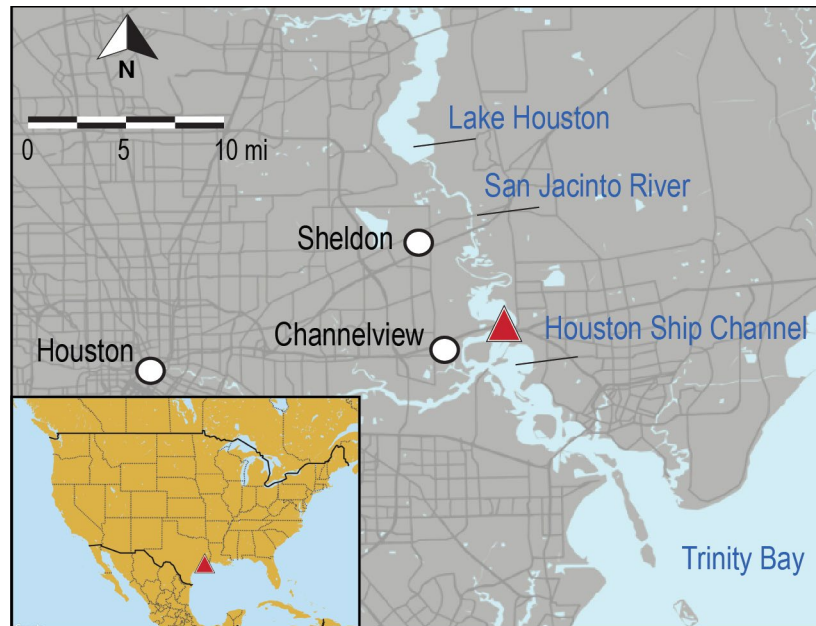 N
0 5 10 mi
Lake Houston
San Jacinto River
Sheldon
Houston Ship Channel
Channelview
Houston
Trinity Bay